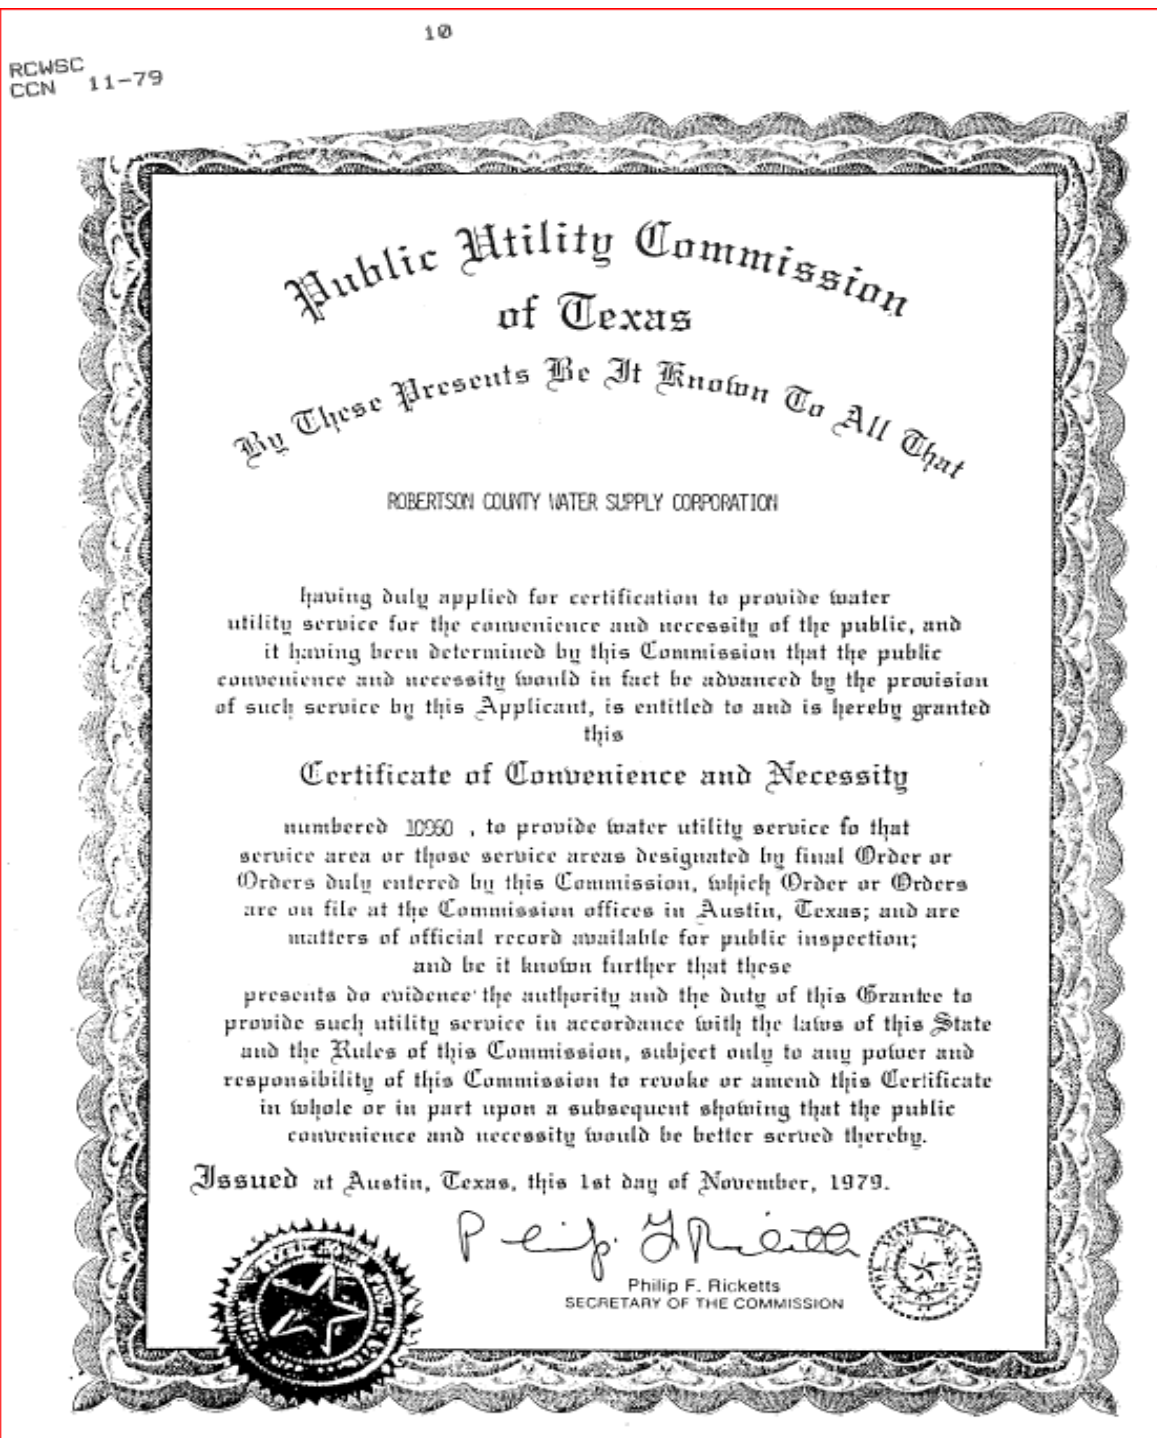 10
RCWSC
CCN 11-79
Public Utility Commission
of Texas
By These Presents Be It Known To All That
ROBERTSON COUNTY WATER SUPPLY CORPORATION
having duly applied for certification to provide water
utility service for the convenience and necessity of the public, and
it having been determined by this Commission that the public
convenience and necessity would in fact be advanced by the provision
of such service by this Applicant, is entitled to and is hereby granted
this
Certificate of Convenience and Necessity
numbered 10960 , to provide water utility service fo that
service area or those service areas designated by final Order or
Orders duly entered by this Commission, which Order or Orders
are on file at the Commission offices in Austin, Texas; and are
matters of official record available for public inspection;
and be it known further that these
presents do evidence the authority and the duty of this Grantee to
provide such utility service in accordance with the laws of this State
and the Rules of this Commission, subject only to any power and
responsibility of this Commission to revoke or amend this Certificate
in whole or in part upon a subsequent showing that the public
convenience and necessity would be better served thereby.
Issued at Austin, Texas, this 1st day of November, 1979.
Philip F. Ricketts
Philip F. Ricketts
SECRETARY OF THE COMMISSION
THE STATE OF TEXAS